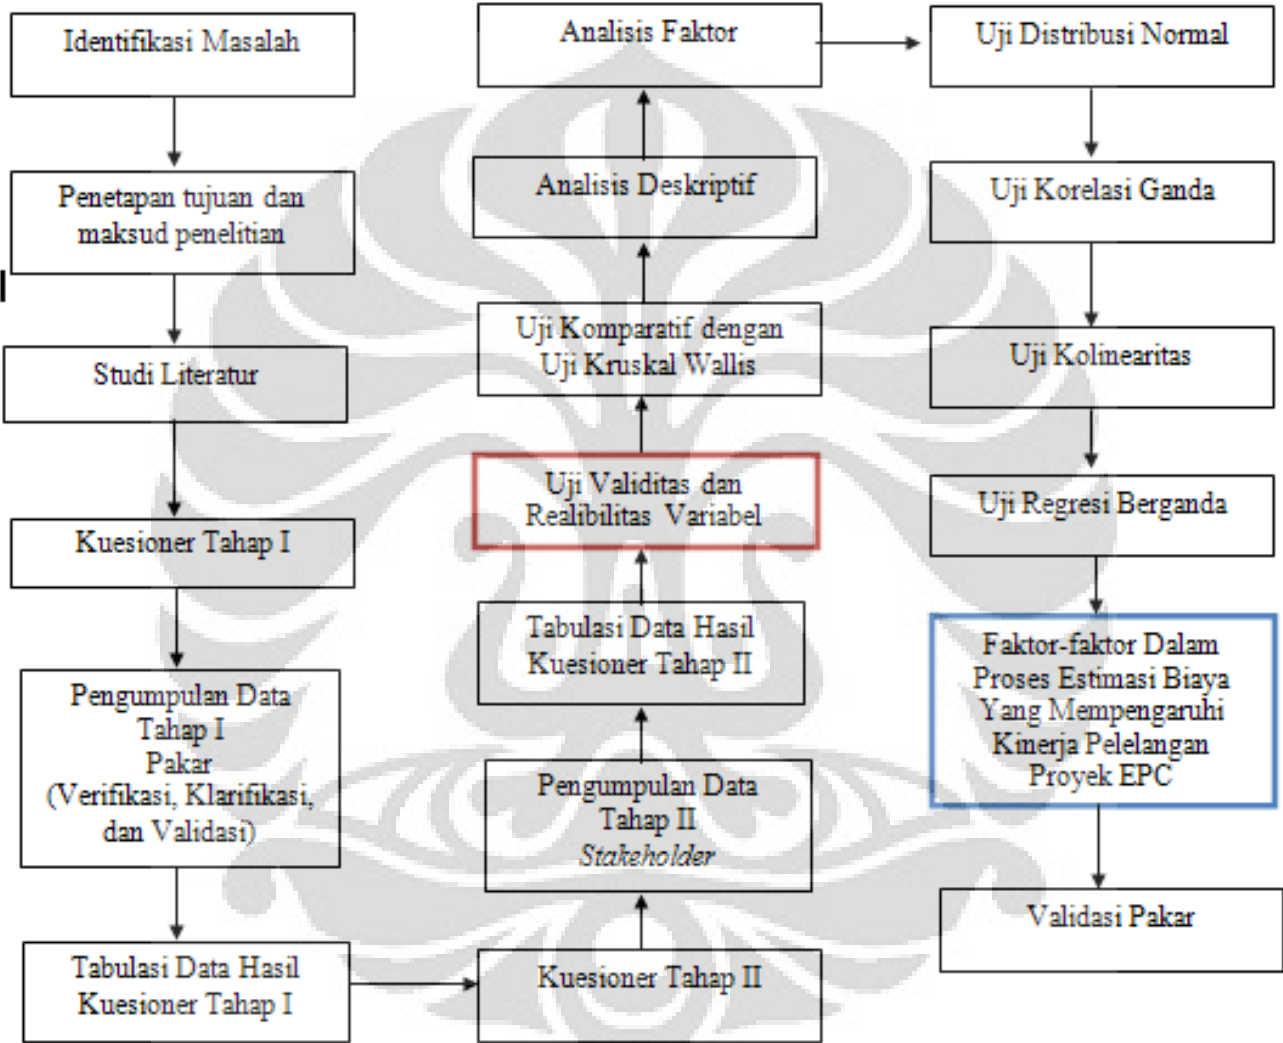 Identifikasi Masalah
Penetapan tujuan dan
maksud penelitian
Studi Literatur
Kuesioner Tahap I
Pengumpulan Data
Tahap I
Pakar
(Verifikasi, Klarifikasi,
dan Validasi)
Tabulasi Data Hasil
Kuesioner Tahap I
Kuesioner Tahap II
Pengumpulan Data
Tahap II
Stakeholder
Tabulasi Data Hasil
Kuesioner Tahap II
Uji Validitas dan
Realibilitas Variabel
Uji Komparatif dengan
Uji Kruskal Wallis
Analisis Deskriptif
Analisis Faktor
Uji Distribusi Normal
Uji Korelasi Ganda
Uji Kolinearitas
Uji Regresi Berganda
Faktor-faktor Dalam
Proses Estimasi Biaya
Yang Mempengaruhi
Kinerja Pelelangan
Proyek EPC
Validasi Pakar